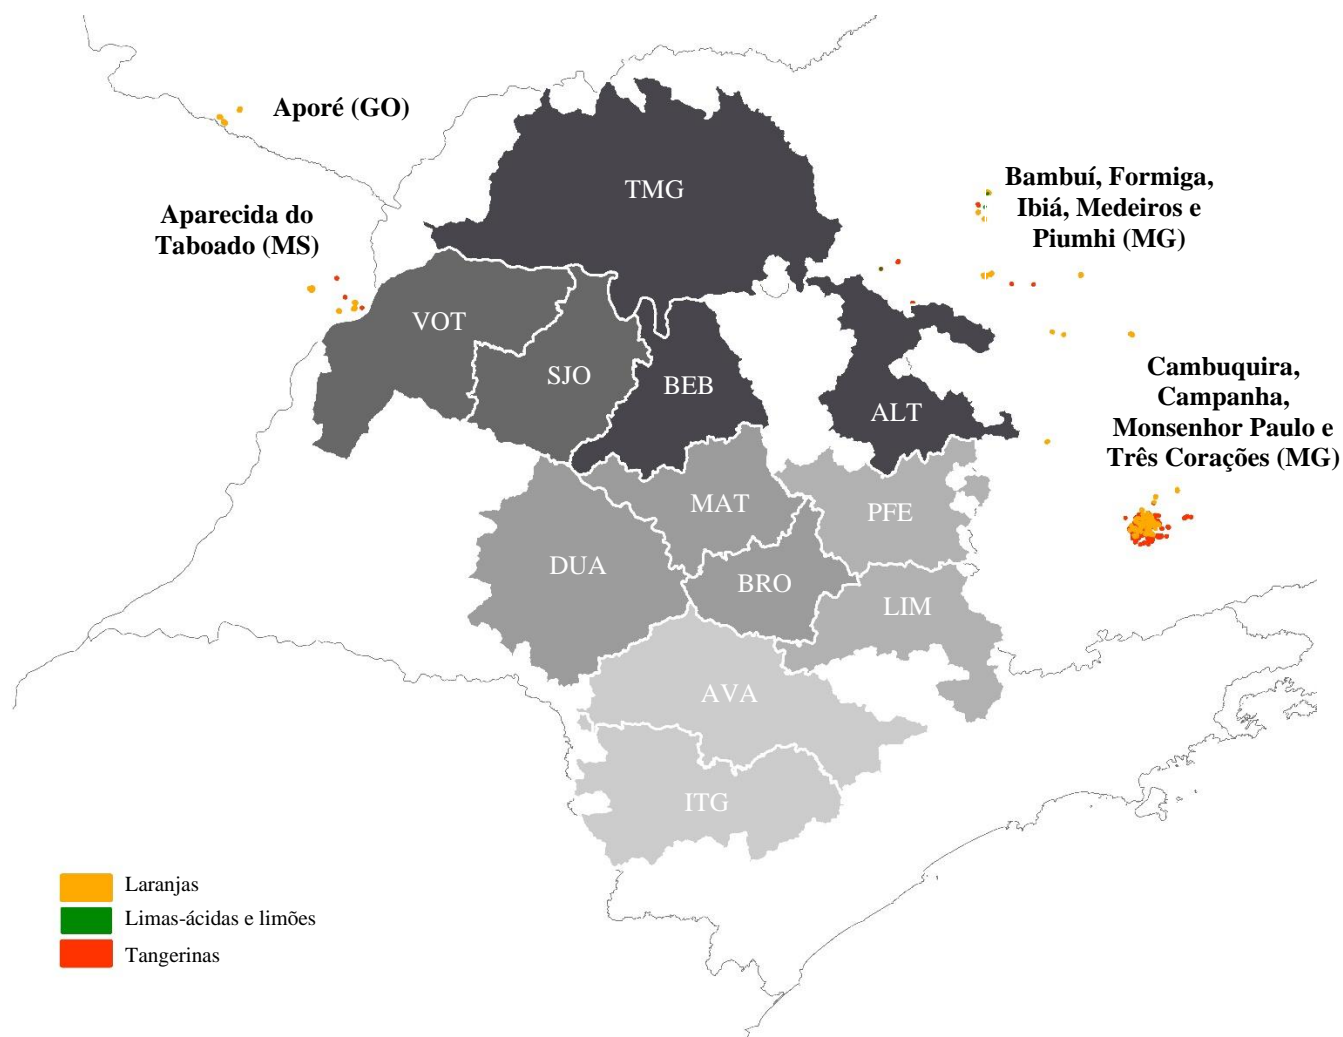 Aporé (GO)
TMG
Bambuí, Formiga,
Ibiá, Medeiros e
Piumhi (MG)
Aparecida do
Taboado (MS)
VOT
SJO
BEB
ALT
Cambuquira,
Campanha,
Monsenhor Paulo e
Três Corações (MG)
MAT
PFE
DUA
BRO
LIM
AVA
ITG
Laranjas
Limas-ácidas e limões
Tangerinas